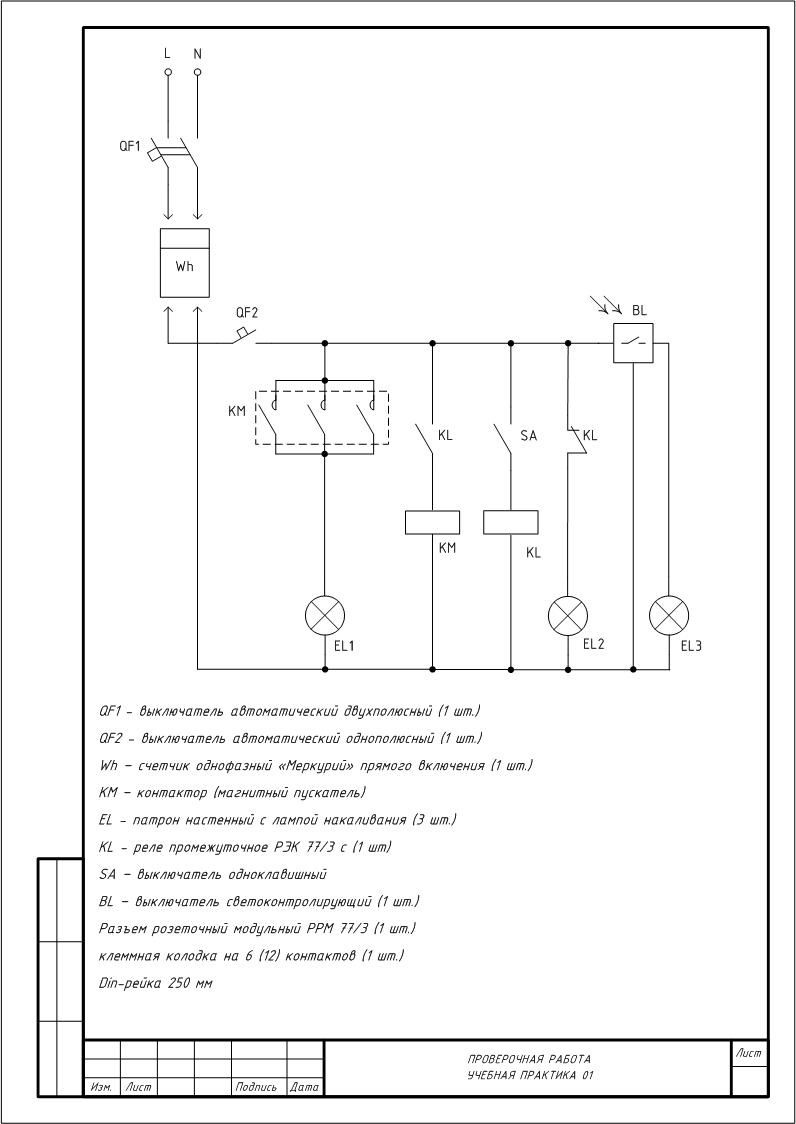 L N
QF1
Wh
QF2
BL
KM
KL
SA
KL
KM
KL
EL1
EL2
EL3
QF1 – выключатель автоматический двухполюсный (1 шт.)
QF2 – выключатель автоматический однополюсный (1 шт.)
Wh – счетчик однофазный «Меркурий» прямого включения (1 шт.)
KM – контактор (магнитный пускатель)
EL – патрон настенный с лампой накаливания (3 шт.)
KL – реле промежуточное РЭК 77/3 с (1 шт)
SA – выключатель одноклавишный
BL – выключатель светоконтролирующий (1 шт.)
Разъем розеточный модульный РРМ 77/3 (1 шт.)
клеммная колодка на 6 (12) контактов (1 шт.)
Din-рейка 250 мм
ПРОВЕРОЧНАЯ РАБОТА
УЧЕБНАЯ ПРАКТИКА 01
Лист
Изм. Лист Подпись Дата